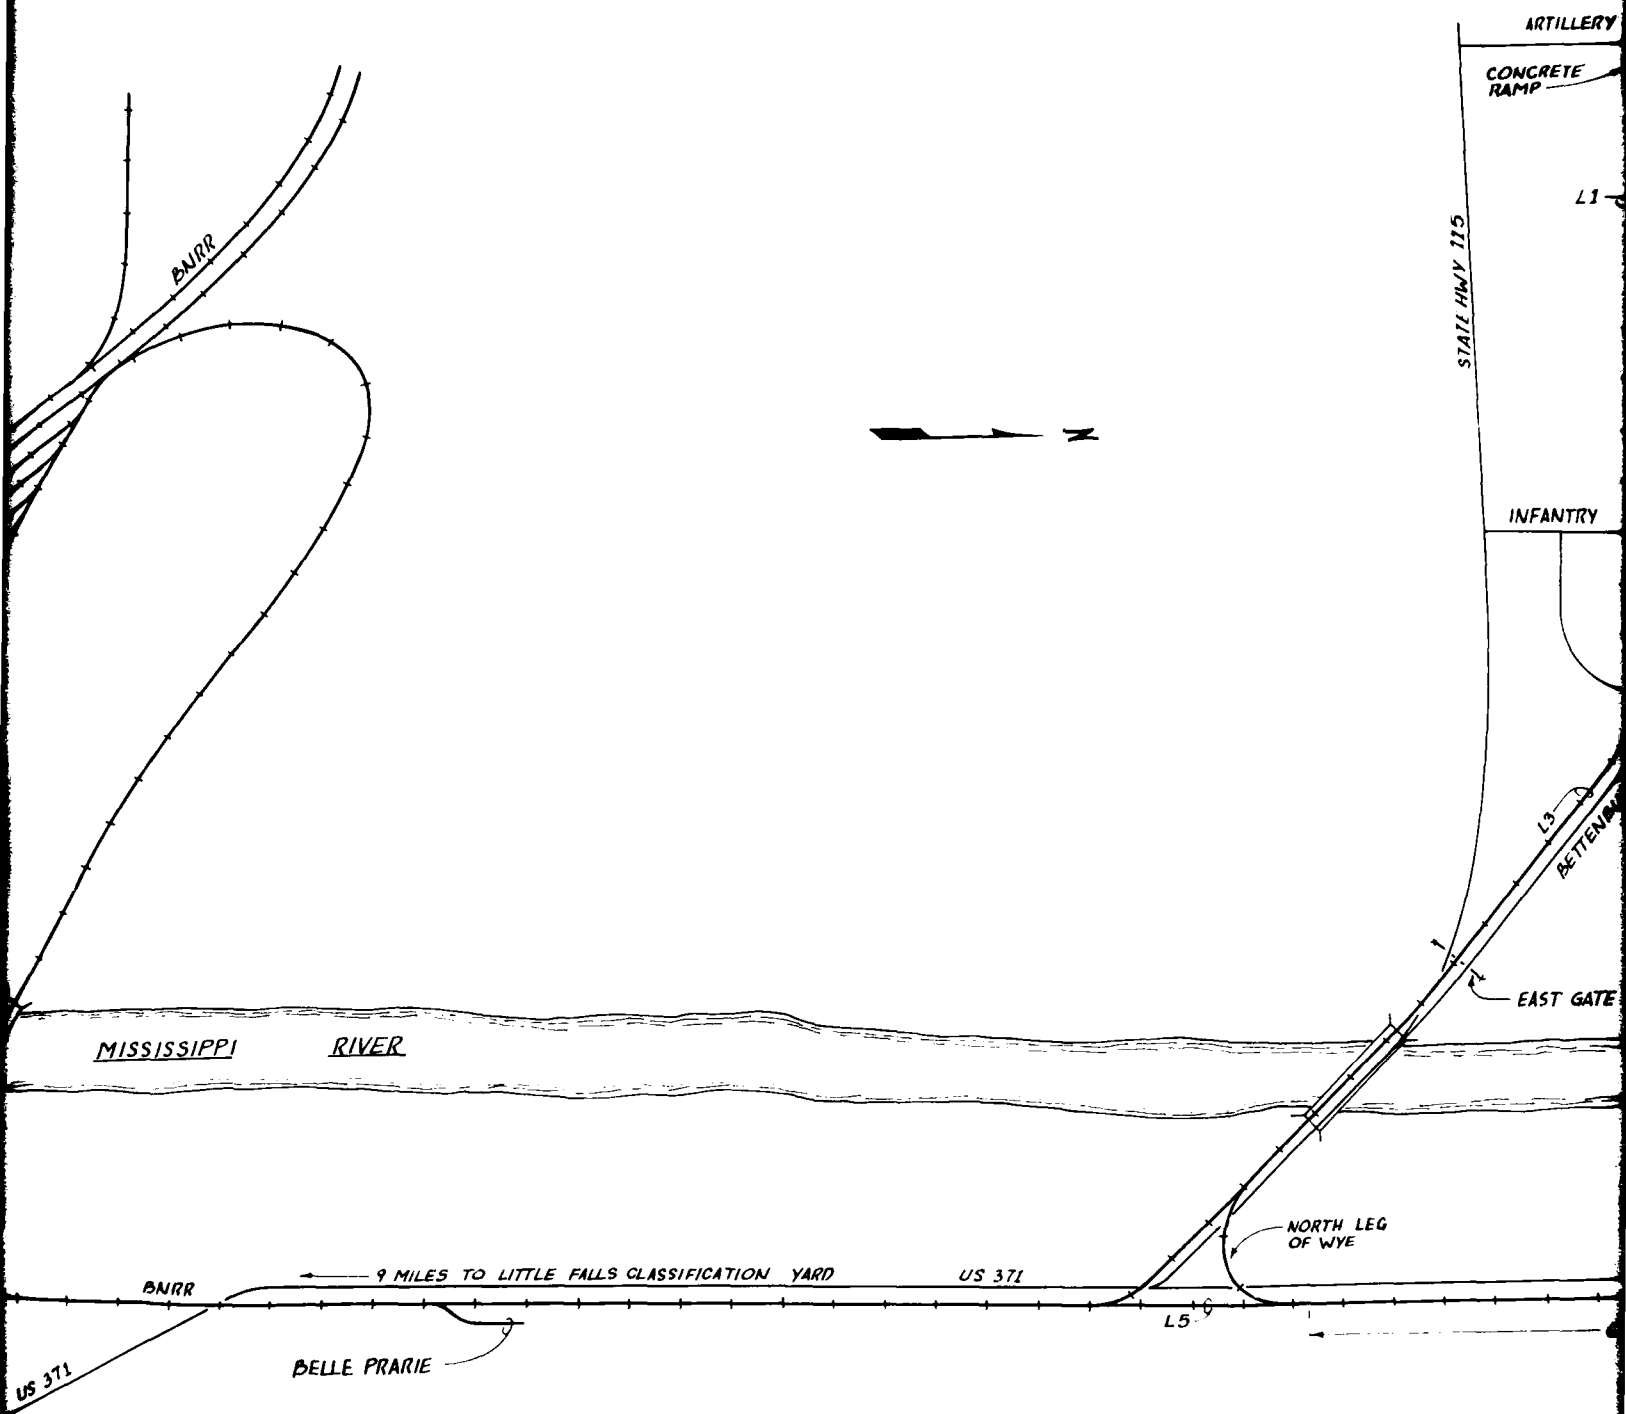 ARTILLERY
CONCRETE
RAMP
L1
STATE HWY 115
BNRR
N
INFANTRY
L3
EAST GATE
MISSISSIPPI RIVER
NORTH LEG
OF WYE
9 MILES TO LITTLE FALLS CLASSIFICATION YARD
US 371
BNRR
L5
BELLE PRARIE
US 371